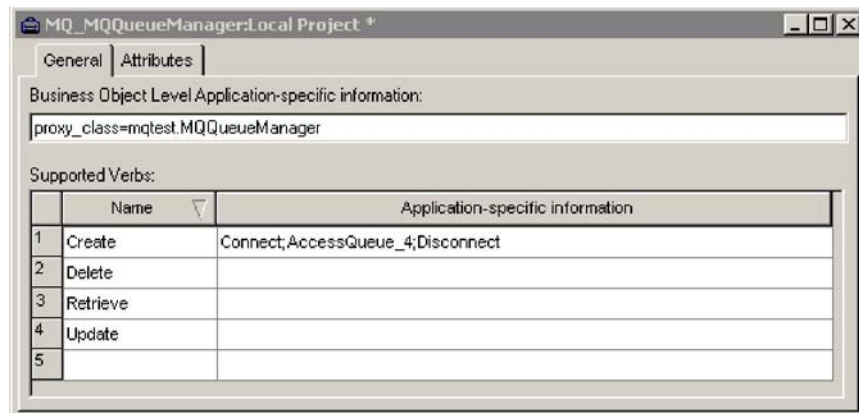 MQ_MQQueueManager:Local Project *
General Attributes
Business Object Level Application-specific information:
proxy_class=mqtest.MQQueueManager
Supported Verbs:
Name Application-specific information
1 Create Connect;AccessQueue_4;Disconnect
2 Delete
3 Retrieve
4 Update
5